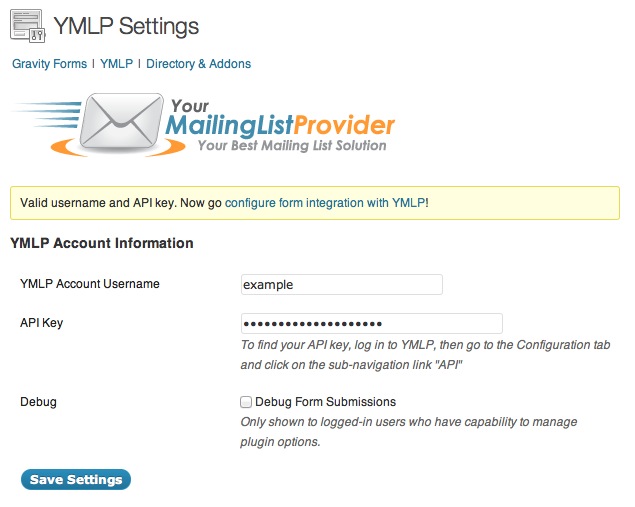 YMLP Settings
Gravity Forms | YMLP | Directory & Addons
Your
MailingListProvider
Your Best Mailing List Solution
Valid username and API key. Now go configure form integration with YMLP!
YMLP Account Information
YMLP Account Username example
API Key ••••••••••••••••••••
To find your API key, log in to YMLP, then go to the Configuration tab
and click on the sub-navigation link "API"
Debug Debug Form Submissions
Only shown to logged-in users who have capability to manage
plugin options.
Save Settings